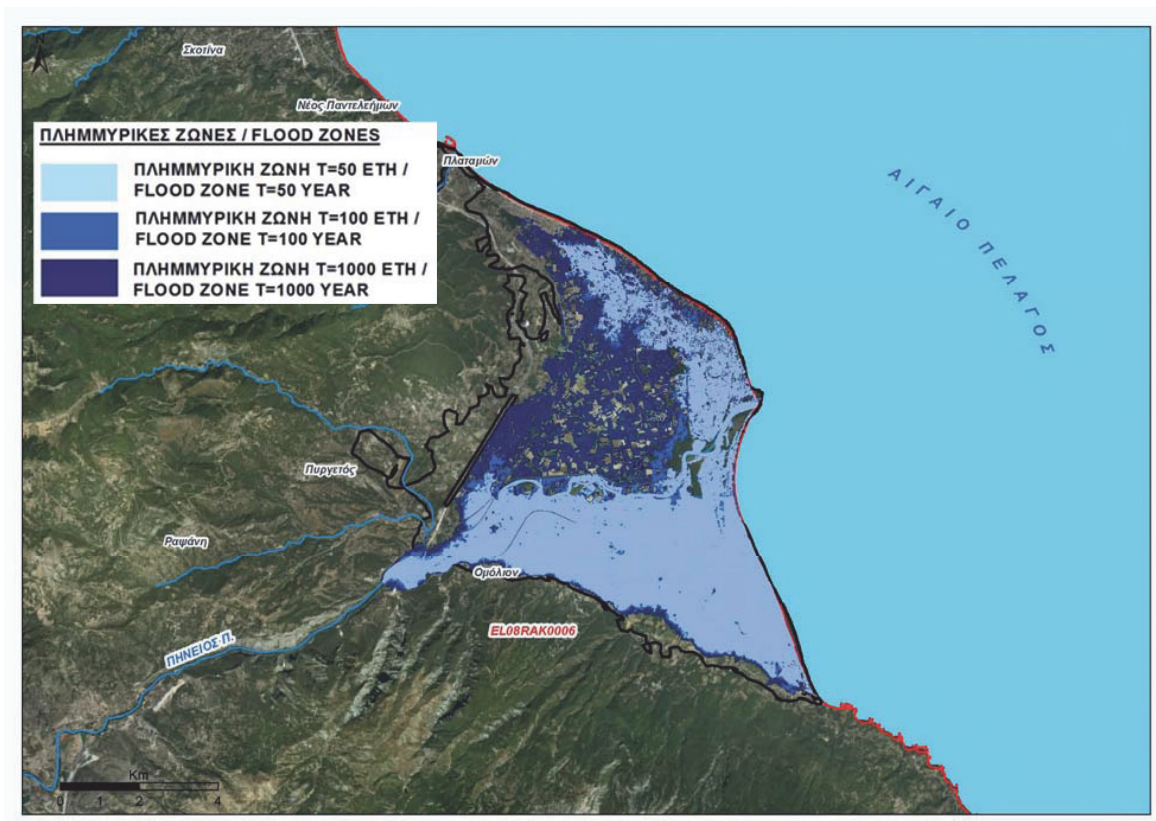 Σκοτίνα
Νέος Παντελεήμων
ΠΛΗΜΜΥΡΙΚΕΣ ΖΩΝΕΣ / FLOOD ZONES
ΠΛΗΜΜΥΡΙΚΗ ΖΩΝΗ T=50 ΕΤΗ /
FLOOD ZONE T=50 YEAR
ΠΛΗΜΜΥΡΙΚΗ ΖΩΝΗ T=100 ΕΤΗ /
FLOOD ZONE T=100 YEAR
ΠΛΗΜΜΥΡΙΚΗ ΖΩΝΗ T=1000 ΕΤΗ /
FLOOD ZONE T=1000 YEAR
Πλαταμών
ΑΙΓΑΙΟ ΠΕΛΑΓΟΣ
Πυργετός
Ραψάνη
Ομόλιον
EL08RAK0006
ΠΗΝΕΙΟΣ Π.
Km
0 1 2 4